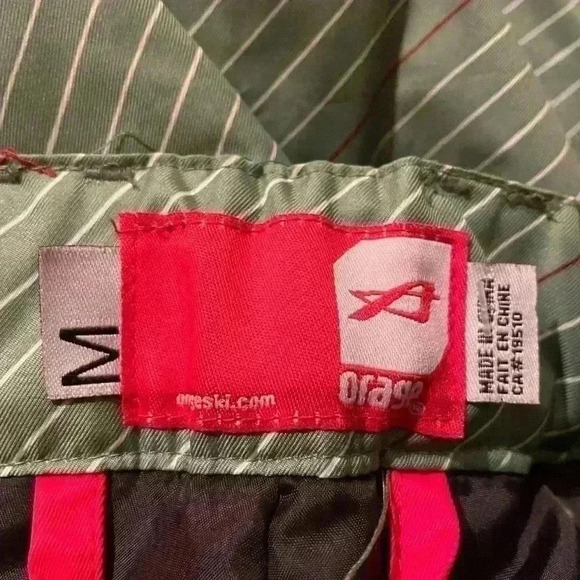 M
orageski.com
orage
MADE IN CHINA
FAIT EN CHINE
CA#19510